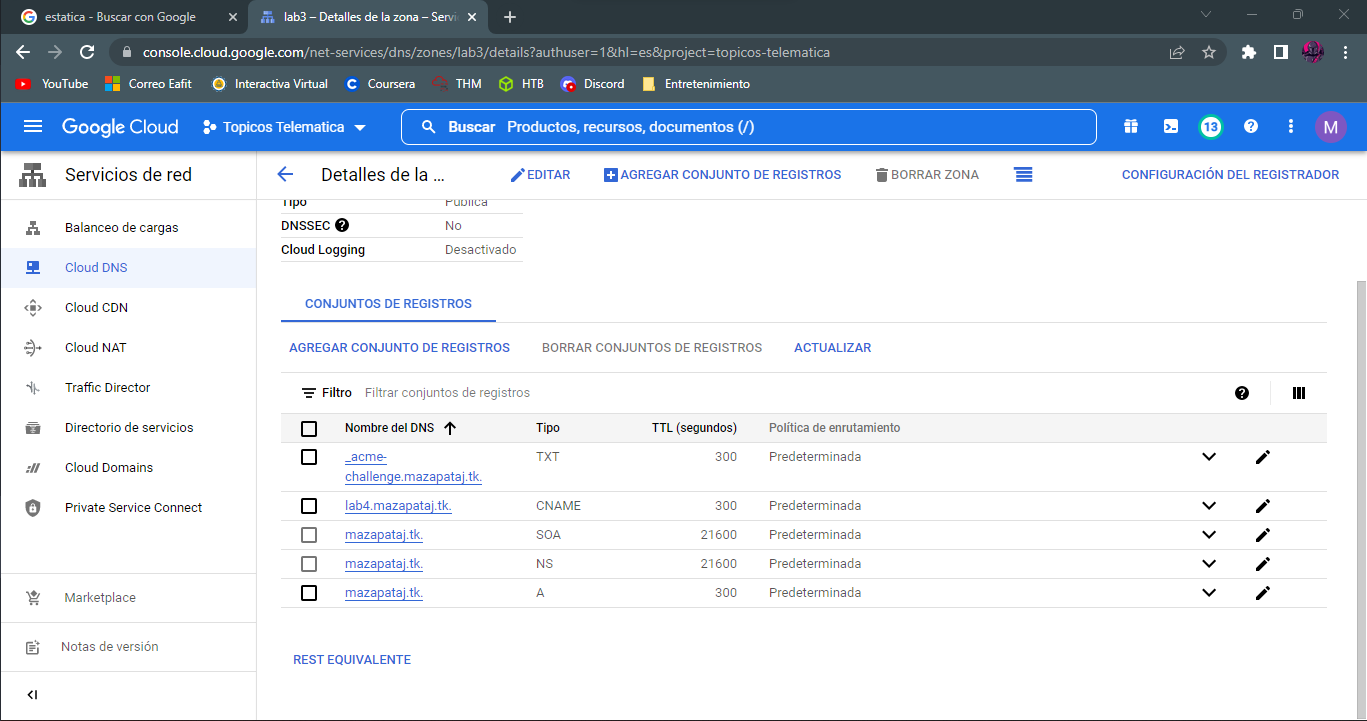 estatica - Buscar con Google
lab3 – Detalles de la zona – Servi
console.cloud.google.com/net-services/dns/zones/lab3/details?authuser=1&hl=es&project=topicos-telematica
YouTube Correo Eafit Interactiva Virtual Coursera THM HTB Discord Entretenimiento
Google Cloud Topicos Telematica Buscar Productos, recursos, documentos (/) 13 M
Servicios de red
Detalles de la ... EDITAR AGREGAR CONJUNTO DE REGISTROS BORRAR ZONA CONFIGURACIÓN DEL REGISTRADOR
Balanceo de cargas
Cloud DNS
Cloud CDN
Cloud NAT
Traffic Director
Directorio de servicios
Cloud Domains
Private Service Connect
Marketplace
Notas de versión
Tipo Pública
DNSSEC No
Cloud Logging Desactivado
CONJUNTOS DE REGISTROS
AGREGAR CONJUNTO DE REGISTROS BORRAR CONJUNTOS DE REGISTROS ACTUALIZAR
Filtro Filtrar conjuntos de registros
Nombre del DNS Tipo TTL (segundos) Política de enrutamiento
_acme-
challenge.mazapataj.tk. TXT 300 Predeterminada
lab4.mazapataj.tk. CNAME 300 Predeterminada
mazapataj.tk. SOA 21600 Predeterminada
mazapataj.tk. NS 21600 Predeterminada
mazapataj.tk. A 300 Predeterminada
REST EQUIVALENTE